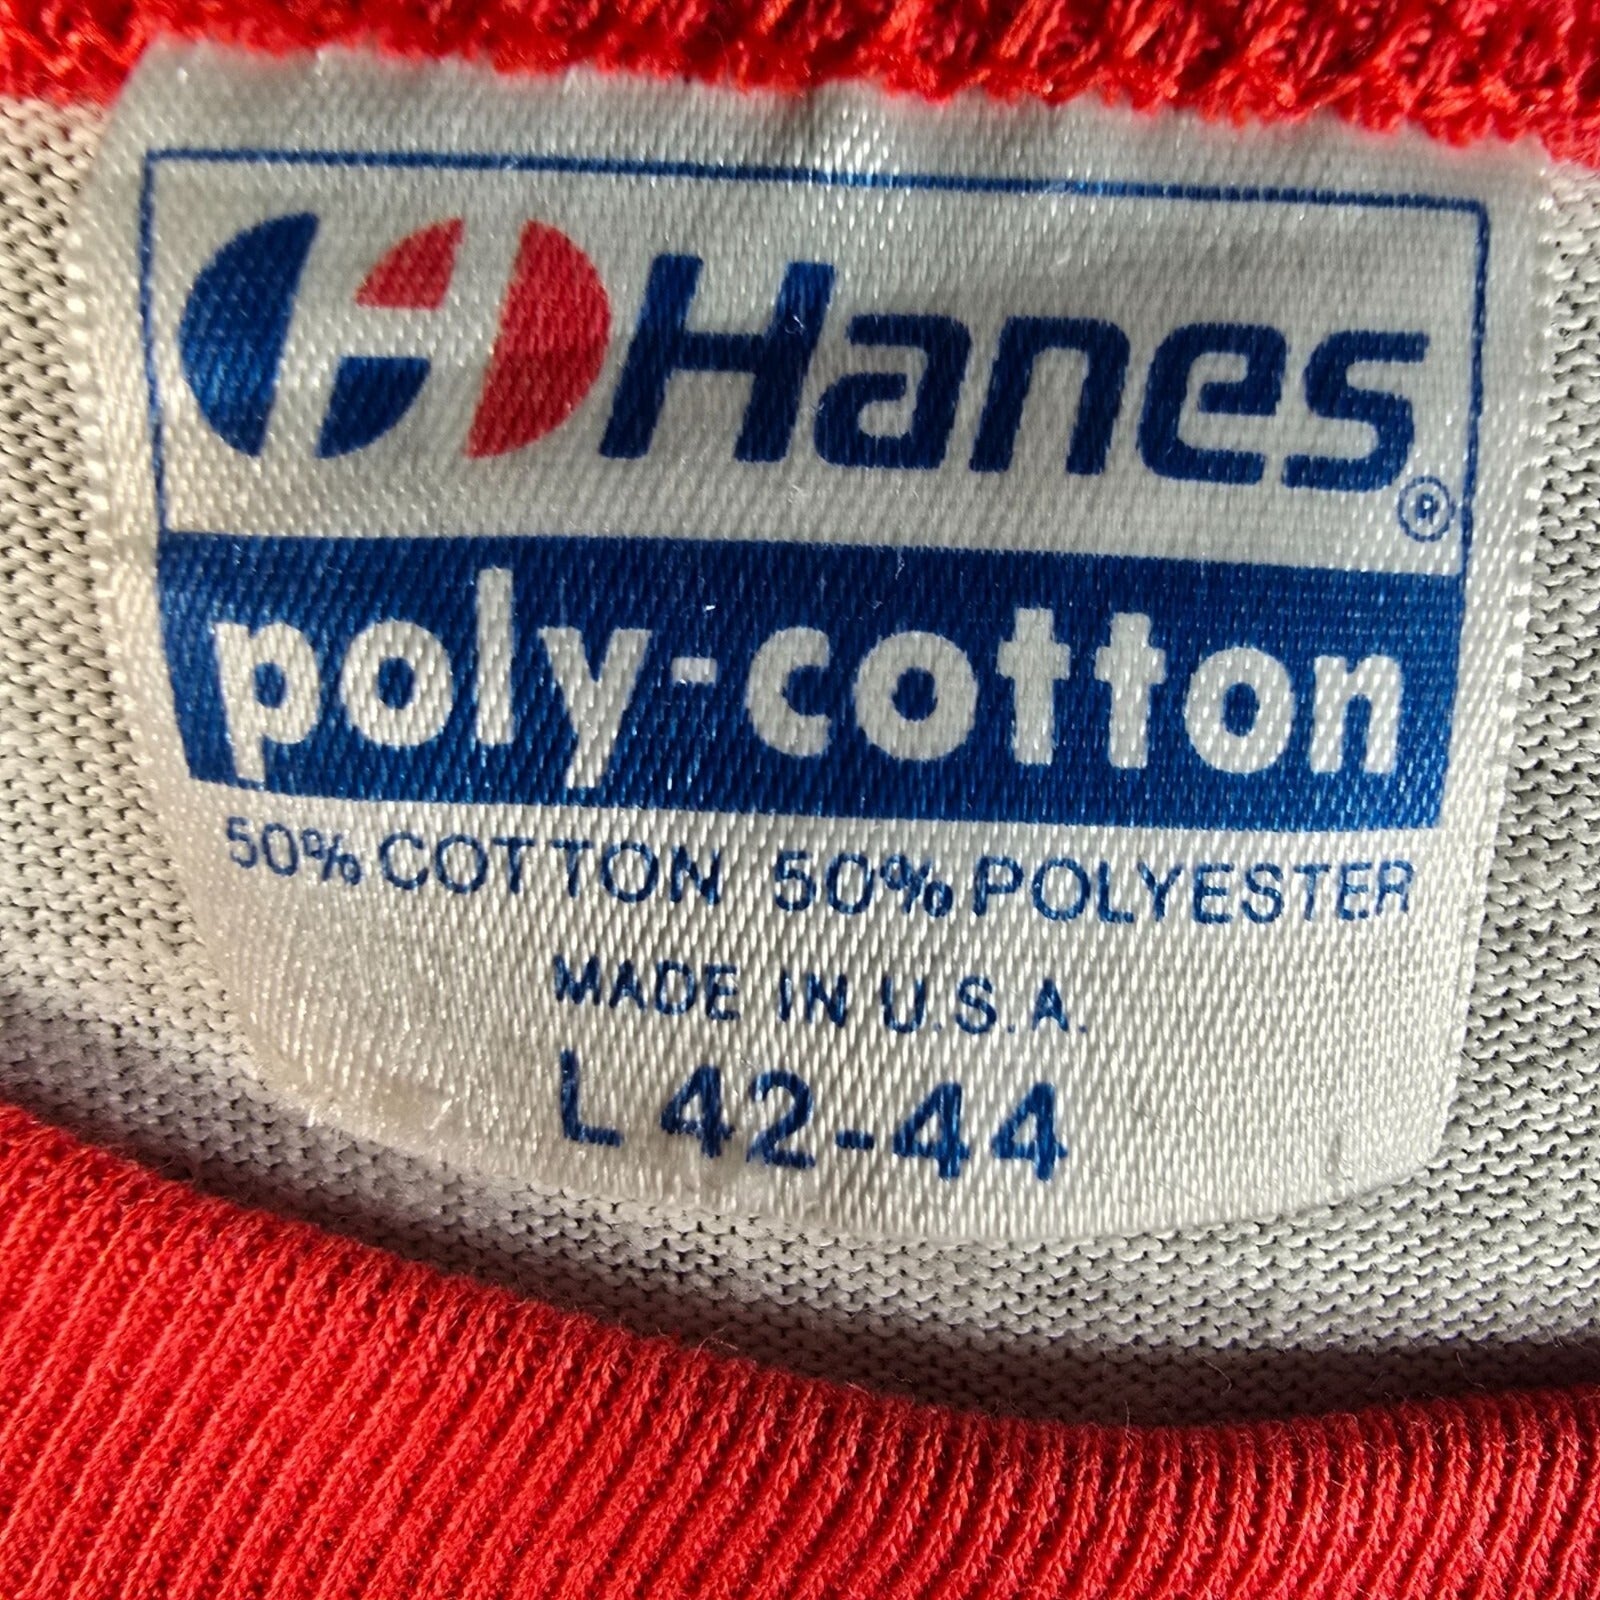 Hanes®
poly-cotton
50% COTTON 50% POLYESTER
MADE IN U.S.A.
L 42-44